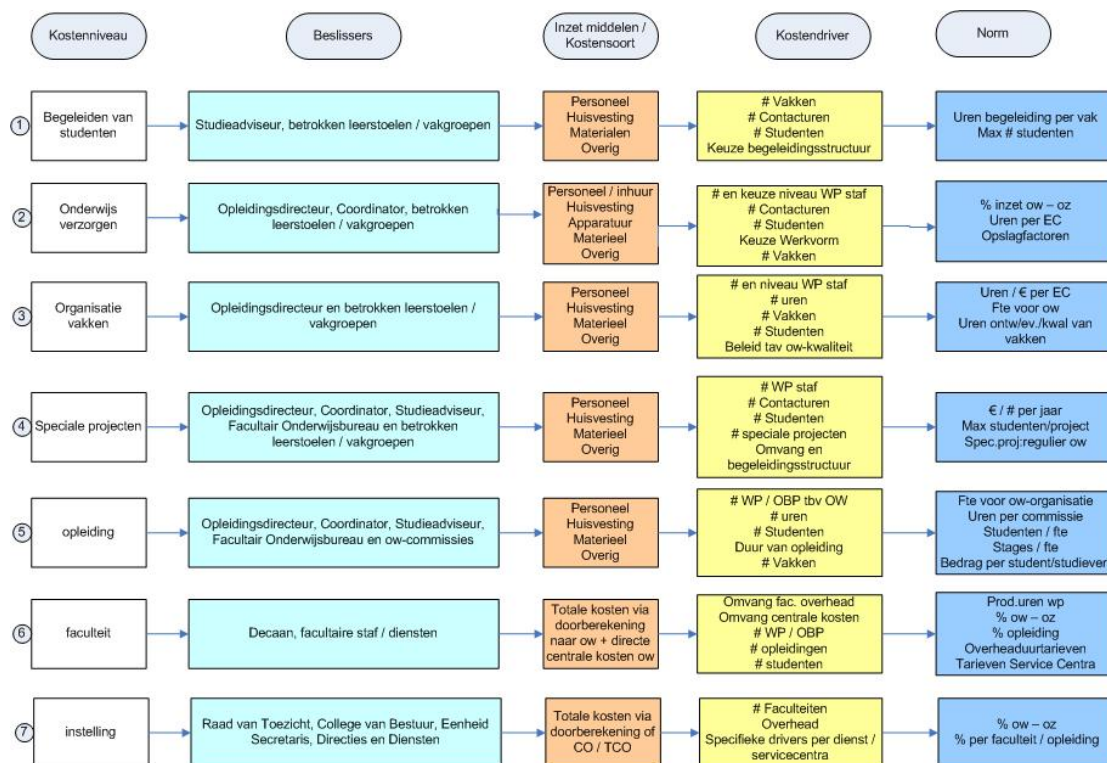 Kostenniveau
Beslissers
Inzet middelen /
Kostensoort
Kostendriver
Norm
1
Begeleiden van
studenten
Studieadviseur, betrokken leerstoelen / vakgroepen
Personeel
Huisvesting
Materialen
Overig
# Vakken
# Contacturen
# Studenten
Keuze begeleidingsstructuur
Uren begeleiding per vak
Max # studenten
2
Onderwijs
verzorgen
Opleidingsdirecteur, Coordinator, betrokken
leerstoelen / vakgroepen
Personeel / inhuur
Huisvesting
Apparatuur
Materieel
Overig
# en keuze niveau WP staf
# Contacturen
# Studenten
Keuze Werkvorm
# Vakken
% inzet ow – oz
Uren per EC
Opslagfactoren
3
Organisatie
vakken
Opleidingsdirecteur en betrokken leerstoelen /
vakgroepen
Personeel
Huisvesting
Materieel
Overig
# en niveau WP staf
# uren
# Vakken
# Studenten
Beleid tav ow-kwaliteit
Uren / € per EC
Fte voor ow
Uren ontw/ev./kwal van
vakken
4
Speciale projecten
Opleidingsdirecteur, Coordinator, Studieadviseur,
Facultair Onderwijsbureau en betrokken
leerstoelen / vakgroepen
Personeel
Huisvesting
Materieel
Overig
# WP staf
# Contacturen
# Studenten
# speciale projecten
Omvang en
begeleidingsstructuur
€ / # per jaar
Max studenten/project
Spec.proj:regulier ow
5
opleiding
Opleidingsdirecteur, Coordinator, Studieadviseur,
Facultair Onderwijsbureau en ow-commissies
Personeel
Huisvesting
Materieel
Overig
# WP / OBP tbv OW
# uren
# Studenten
Duur van opleiding
# Vakken
Fte voor ow-organisatie
Uren per commissie
Studenten / fte
Stages / fte
Bedrag per student/studiever
6
faculteit
Decaan, facultaire staf / diensten
Totale kosten via
doorberekening
naar ow + directe
centrale kosten ow
Omvang fac. overhead
Omvang centrale kosten
# WP / OBP
# opleidingen
# studenten
Prod.uren wp
% ow – oz
% opleiding
Overheaduurtarieven
Tarieven Service Centra
7
instelling
Raad van Toezicht, College van Bestuur, Eenheid
Secretaris, Directies en Diensten
Totale kosten via
doorberekening of
CO / TCO
# Faculteiten
Overhead
Specifieke drivers per dienst /
servicecentra
% ow – oz
% per faculteit / opleiding